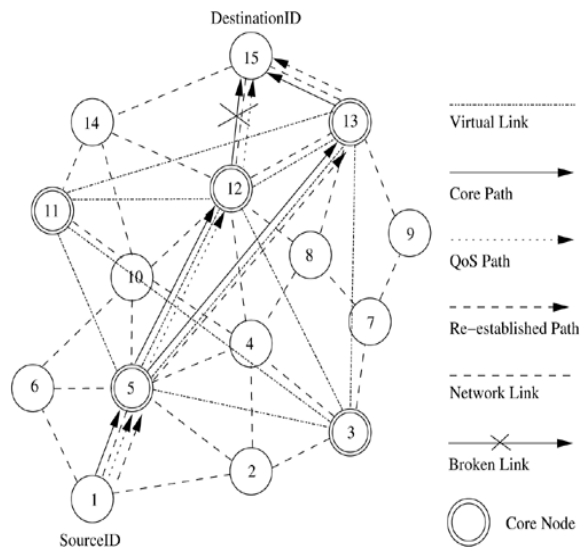 DestinationID
15
14
13
12
11
9
8
10
7
4
6
5
3
2
1
SourceID
Virtual Link
Core Path
QoS Path
Re-established Path
Network Link
Broken Link
Core Node